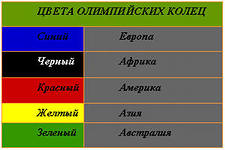 ЦВЕТА ОЛИМПИЙСКИХ КОЛЕЦ
Синий Европа
Черный Африка
Красный Америка
Желтый Азия
Зеленый Австралия